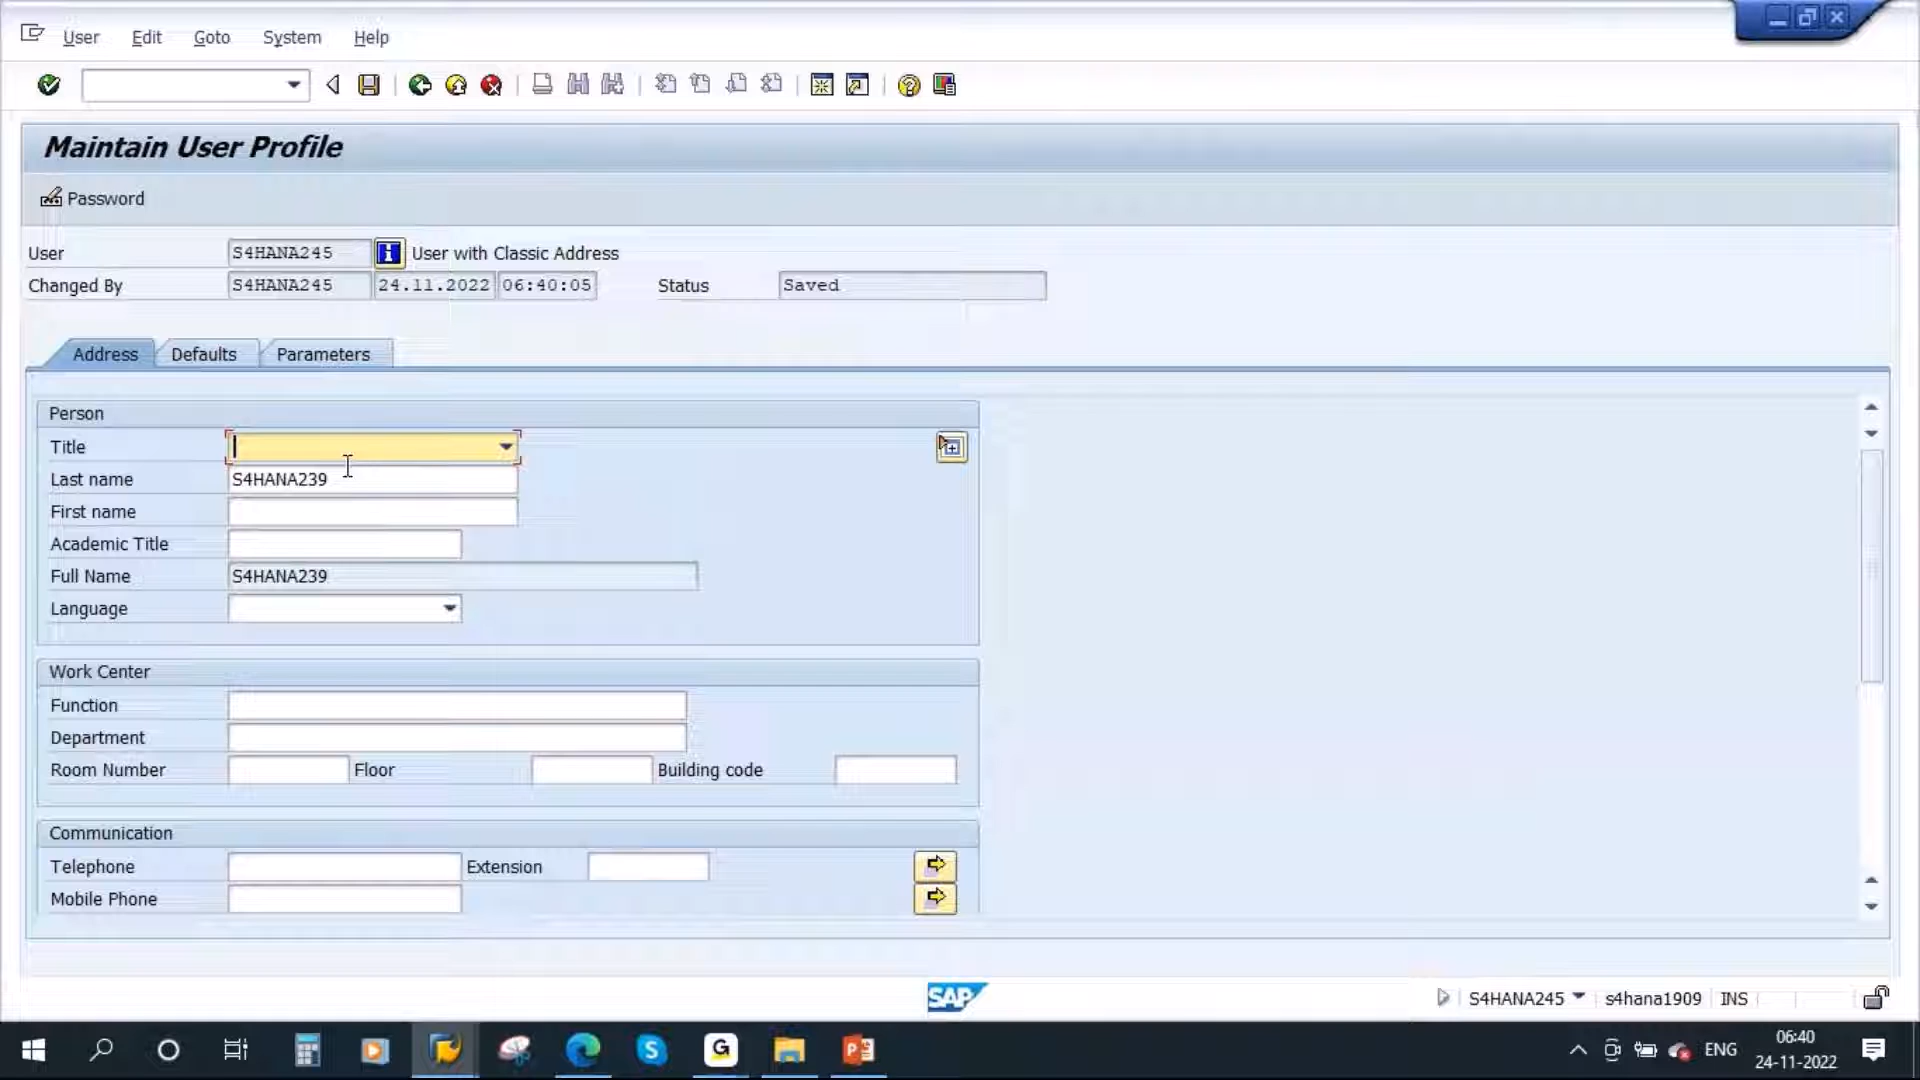 User Edit Goto System Help
Maintain User Profile
Password
User S4HANA245 User with Classic Address
Changed By S4HANA245 24.11.2022 06:40:05 Status Saved
Address Defaults Parameters
Person
Title
Last name S4HANA239
First name
Academic Title
Full Name S4HANA239
Language
Work Center
Function
Department
Room Number Floor Building code
Communication
Telephone Extension
Mobile Phone
SAP S4HANA245 s4hana1909 INS
S G P ENG 06:40
24-11-2022